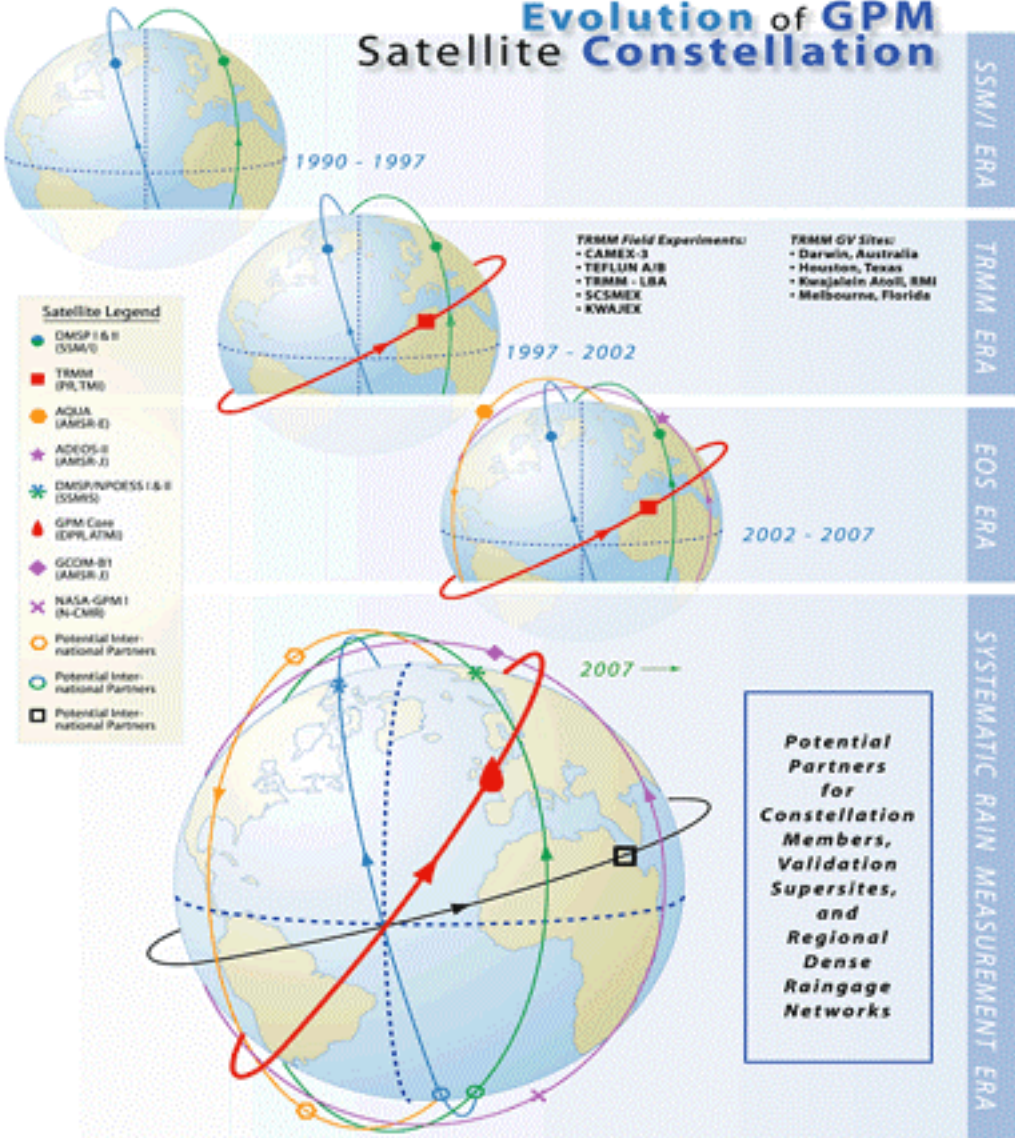 Evolution of GPM
Satellite Constellation
SSM/I ERA
1990 - 1997
TRMM ERA
TRMM Field Experiments:
• CAMEX-3
• TEFLUN A/B
• TRMM - LBA
• SCSMEX
• KWAJEX
TRMM GV Sites:
• Darwin, Australia
• Houston, Texas
• Kwajalein Atoll, RMI
• Melbourne, Florida
1997 - 2002
Satellite Legend
DMSP I & II
(SSM/I)
TRMM
(PR, TMI)
AQUA
(AMSR-E)
ADEOS-II
(AMSR-J)
DMSP/NPOESS I & II
(SSMIS)
GPM Core
(DPR, ATMI)
GCOM-B1
(AMSR-J)
NASA-GPM I
(N-CMR)
Potential Inter-
national Partners
Potential Inter-
national Partners
Potential Inter-
national Partners
EOS ERA
2002 - 2007
SYSTEMATIC RAIN MEASUREMENT ERA
2007
Potential
Partners
for
Constellation
Members,
Validation
Supersites,
and
Regional
Dense
Raingage
Networks